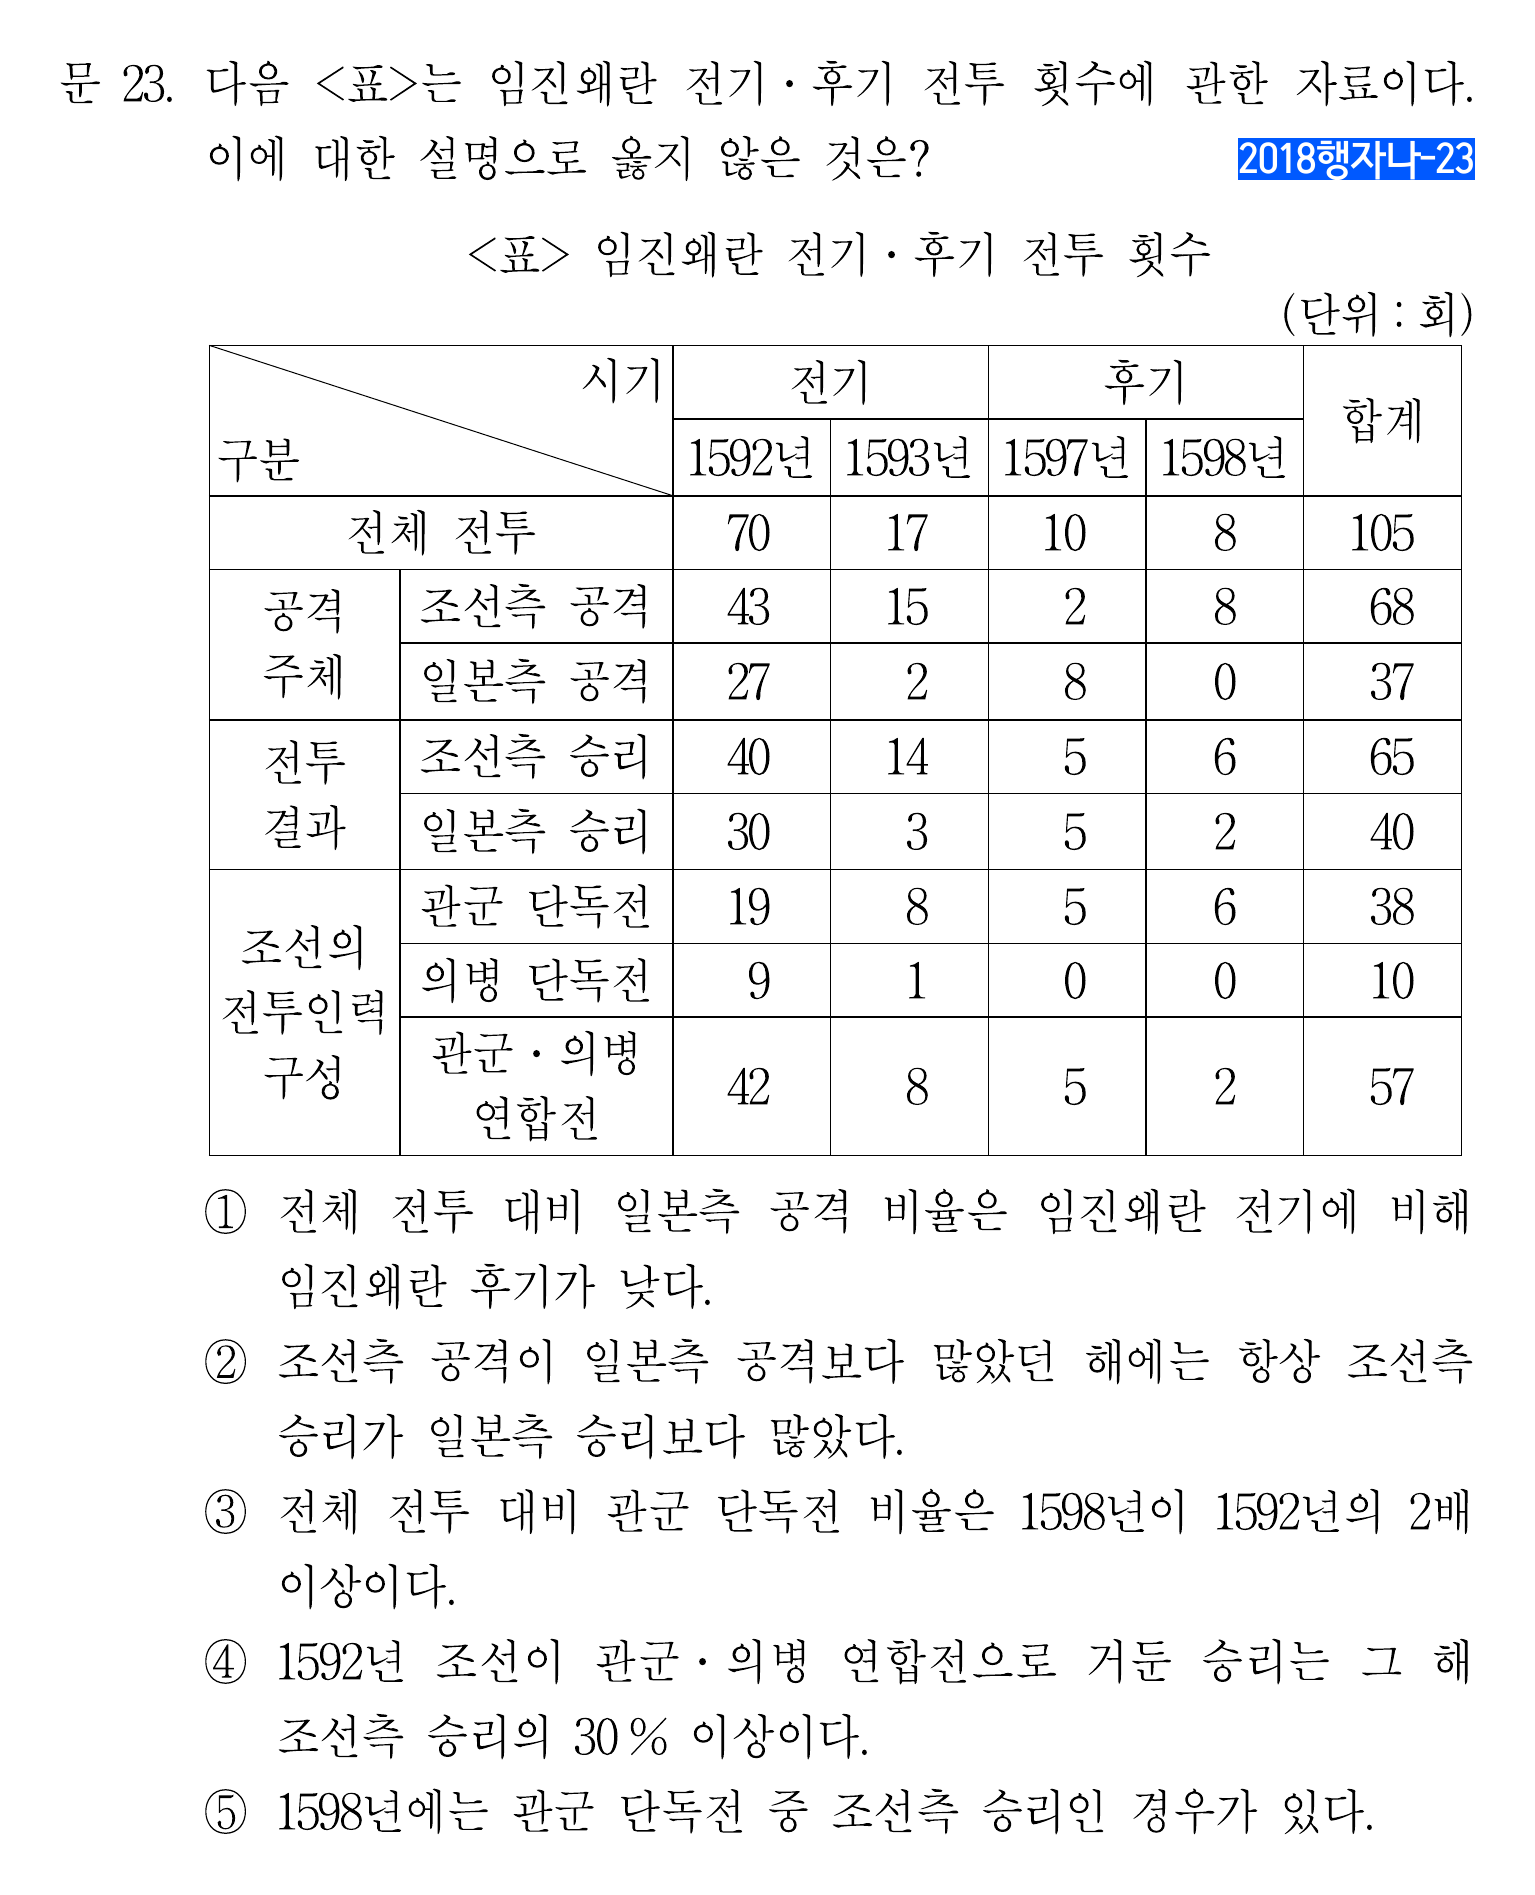 문 23. 다음 <표>는 임진왜란 전기·후기 전투 횟수에 관한 자료이다.
이에 대한 설명으로 옳지 않은 것은?
2018행자나-23
<표> 임진왜란 전기·후기 전투 횟수
(단위 : 회)
시기 전기 후기 합계
구분 1592년 1593년 1597년 1598년
전체 전투 70 17 10 8 105
공격 주체 조선측 공격 43 15 2 8 68
일본측 공격 27 2 8 0 37
전투 결과 조선측 승리 40 14 5 6 65
일본측 승리 30 3 5 2 40
조선의 전투인력 구성 관군 단독전 19 8 5 6 38
의병 단독전 9 1 0 0 10
관군·의병 연합전 42 8 5 2 57
① 전체 전투 대비 일본측 공격 비율은 임진왜란 전기에 비해
임진왜란 후기가 낮다.
② 조선측 공격이 일본측 공격보다 많았던 해에는 항상 조선측
승리가 일본측 승리보다 많았다.
③ 전체 전투 대비 관군 단독전 비율은 1598년이 1592년의 2배
이상이다.
④ 1592년 조선이 관군·의병 연합전으로 거둔 승리는 그 해
조선측 승리의 30 % 이상이다.
⑤ 1598년에는 관군 단독전 중 조선측 승리인 경우가 있다.